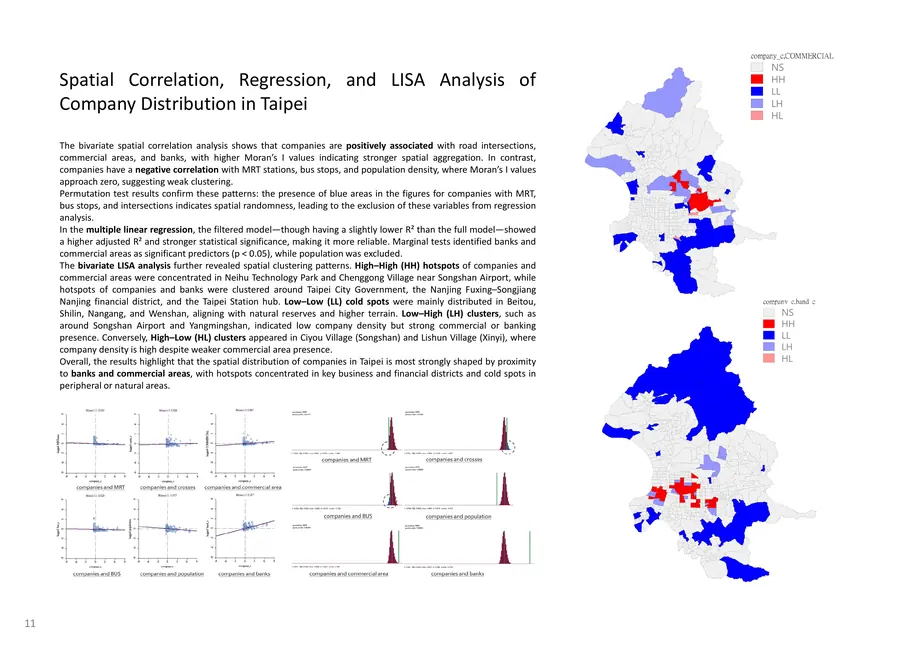 Spatial Correlation, Regression, and LISA Analysis of
Company Distribution in Taipei
The bivariate spatial correlation analysis shows that companies are positively associated with road intersections,
commercial areas, and banks, with higher Moran's I values indicating stronger spatial aggregation. In contrast,
companies have a negative correlation with MRT stations, bus stops, and population density, where Moran's I values
approach zero, suggesting weak clustering.
Permutation test results confirm these patterns: the presence of blue areas in the figures for companies with MRT,
bus stops, and intersections indicates spatial randomness, leading to the exclusion of these variables from regression
analysis.
In the multiple linear regression, the filtered model—though having a slightly lower R² than the full model—showed
a higher adjusted R² and stronger statistical significance, making it more reliable. Marginal tests identified banks and
commercial areas as significant predictors (p < 0.05), while population was excluded.
The bivariate LISA analysis further revealed spatial clustering patterns. High–High (HH) hotspots of companies and
commercial areas were concentrated in Neihu Technology Park and Chenggong Village near Songshan Airport, while
hotspots of companies and banks were clustered around Taipei City Government, the Nanjing Fuxing–Songjiang
Nanjing financial district, and the Taipei Station hub. Low–Low (LL) cold spots were mainly distributed in Beitou,
Shilin, Nangang, and Wenshan, aligning with natural reserves and higher terrain. Low–High (LH) clusters, such as
around Songshan Airport and Yangmingshan, indicated low company density but strong commercial or banking
presence. Conversely, High–Low (HL) clusters appeared in Ciyou Village (Songshan) and Lishun Village (Xinyi), where
company density is high despite weaker commercial area presence.
Overall, the results highlight that the spatial distribution of companies in Taipei is most strongly shaped by proximity
to banks and commercial areas, with hotspots concentrated in key business and financial districts and cold spots in
peripheral or natural areas.
companies and MRT
companies and crosses
companies and commercial area
companies and BUS
companies and population
companies and banks
companies and MRT
companies and crosses
companies and BUS
companies and population
companies and commercial area
companies and banks
company_c,COMMERCIAL
NS
HH
LL
LH
HL
company_c,band_c
NS
HH
LL
LH
HL
11